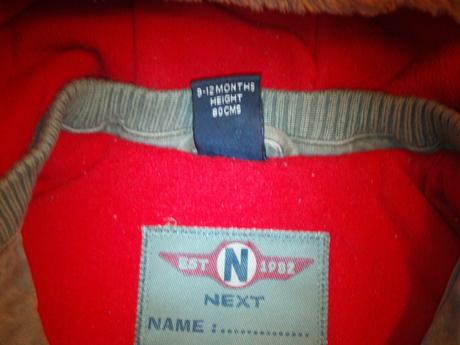 9-12 MONTHS
HEIGHT
80CMS
EST N 1982
NEXT
NAME :..............